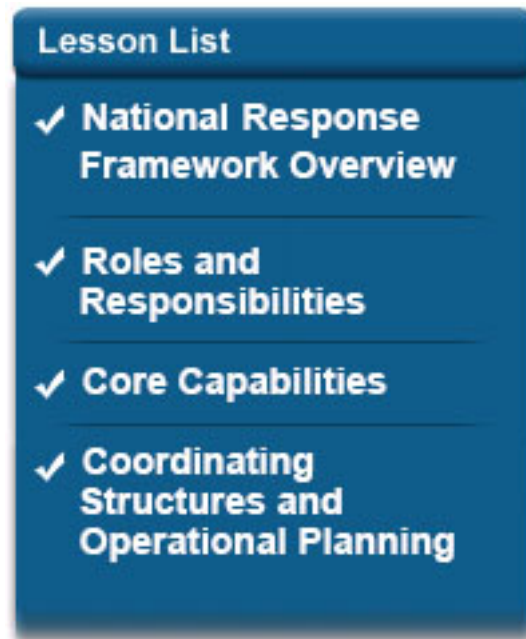 Lesson List
National Response
Framework Overview
Roles and
Responsibilities
Core Capabilities
Coordinating
Structures and
Operational Planning